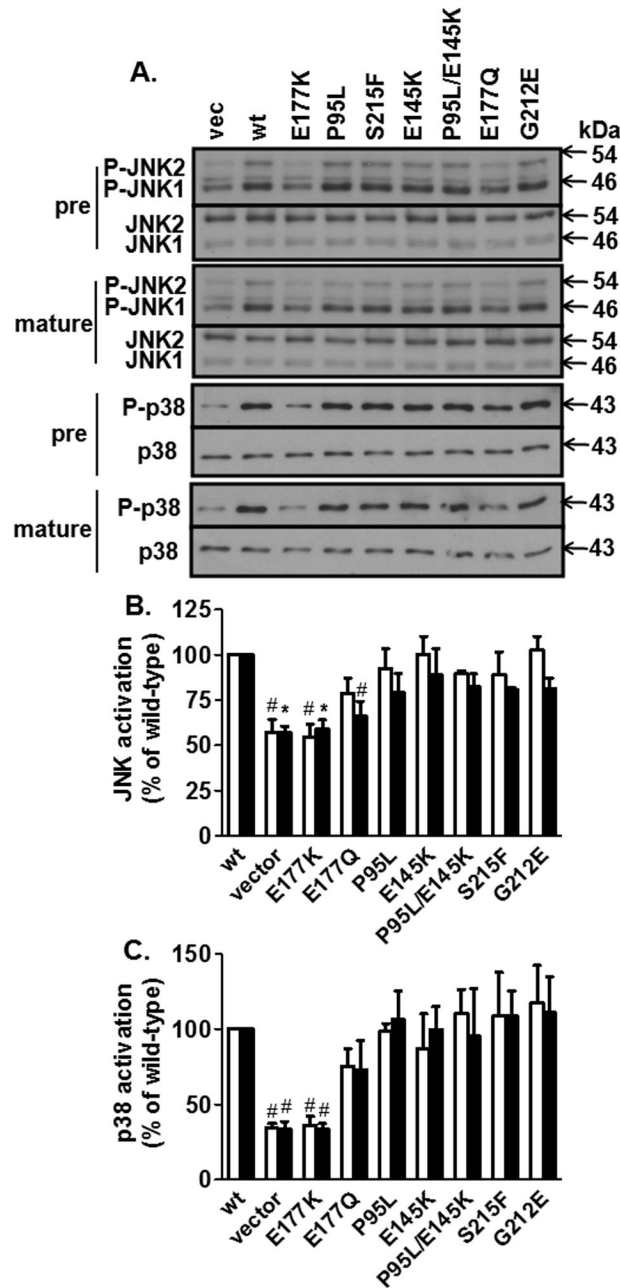 A.
vec wt E177K P95L S215F E145K P95L/E145K E177Q G212E
kDa
pre
P-JNK2 54
P-JNK1 46
JNK2 54
JNK1 46
mature
P-JNK2 54
P-JNK1 46
JNK2 54
JNK1 46
pre
P-p38 43
p38 43
mature
P-p38 43
p38 43
B.
JNK activation
(% of wild-type)
125
100
75
50
25
0
# * # * #
wt vector E177K E177Q P95L E145K P95L/E145K S215F G212E
C.
p38 activation
(% of wild-type)
150
100
50
0
# # # #
wt vector E177K E177Q P95L E145K P95L/E145K S215F G212E